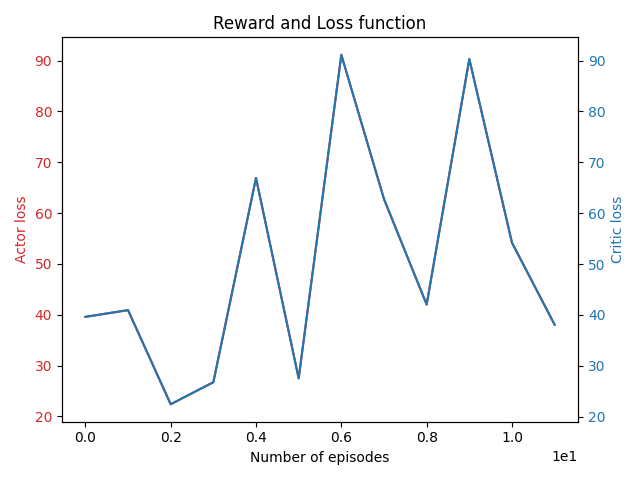 Reward and Loss function
90
80
70
60
50
40
30
20
Actor loss
90
80
70
60
50
40
30
20
Critic loss
0.0 0.2 0.4 0.6 0.8 1.0
1e1
Number of episodes